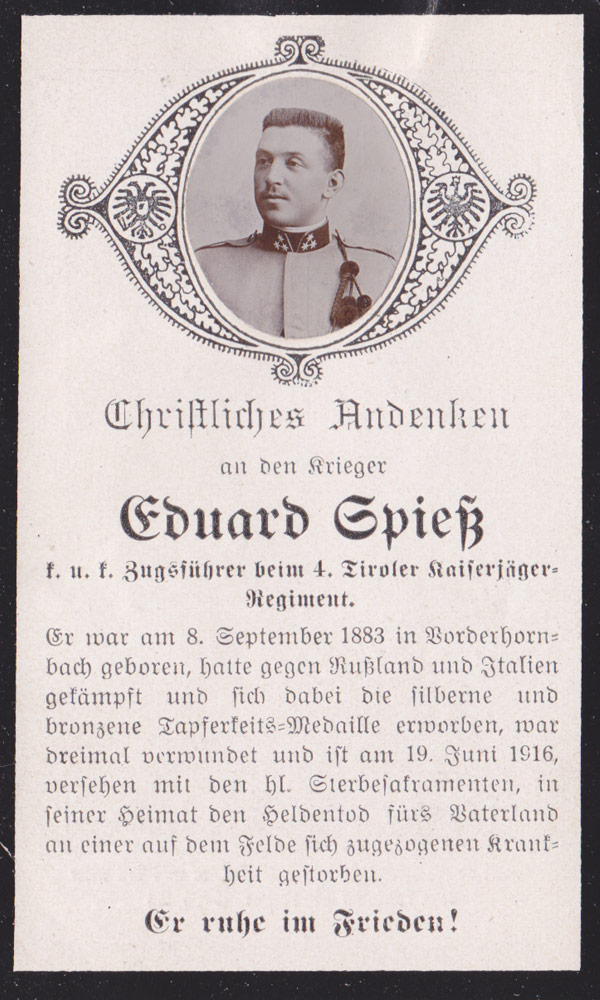 Christliches Andenken
an den Krieger
Eduard Spieß
k. u. k. Zugsführer beim 4. Tiroler Kaiserjäger-
Regiment.
Er war am 8. September 1883 in Vorderhorn-
bach geboren, hatte gegen Rußland und Italien
gekämpft und sich dabei die silberne und
bronzene Tapferkeits-Medaille erworben, war
dreimal verwundet und ist am 19. Juni 1916,
versehen mit den hl. Sterbesakramenten, in
seiner Heimat den Heldentod fürs Vaterland
an einer auf dem Felde sich zugezogenen Krank-
heit gestorben.
Er ruhe im Frieden!